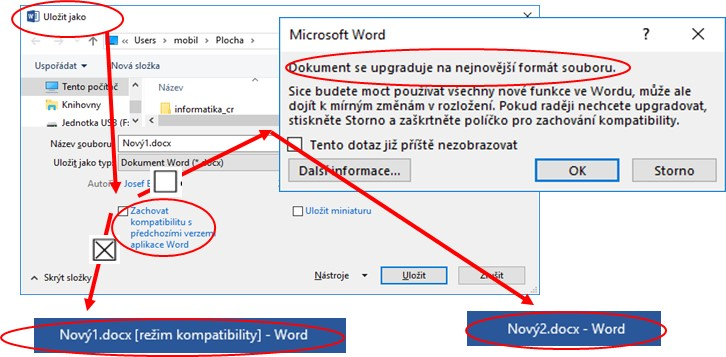 Uložit jako
Users
mobil
Plocha
Uspořádat
Nová složka
Tento počítač
Knihovny
Jednotka USB (F:
Název
informatika_cr
Název souboru:
Nový1.docx
Uložit jako typ:
Dokument Word (*.docx)
Josef
Zachovat
kompatibilitu s
předchozími verzemi
aplikace Word
Uložit miniaturu
Skrýt složky
Nástroje
Uložit
Zrušit
Microsoft Word
Dokument se upgraduje na nejnovější formát souboru.
Sice budete moct používat všechny nové funkce ve Wordu, může ale
dojít k mírným změnám v rozložení. Pokud raději nechcete upgradovat,
stiskněte Storno a zaškrtněte políčko pro zachování kompatibility.
Tento dotaz již příště nezobrazovat
Další informace...
OK
Storno
Nový1.docx [režim kompatibility] - Word
Nový2.docx - Word